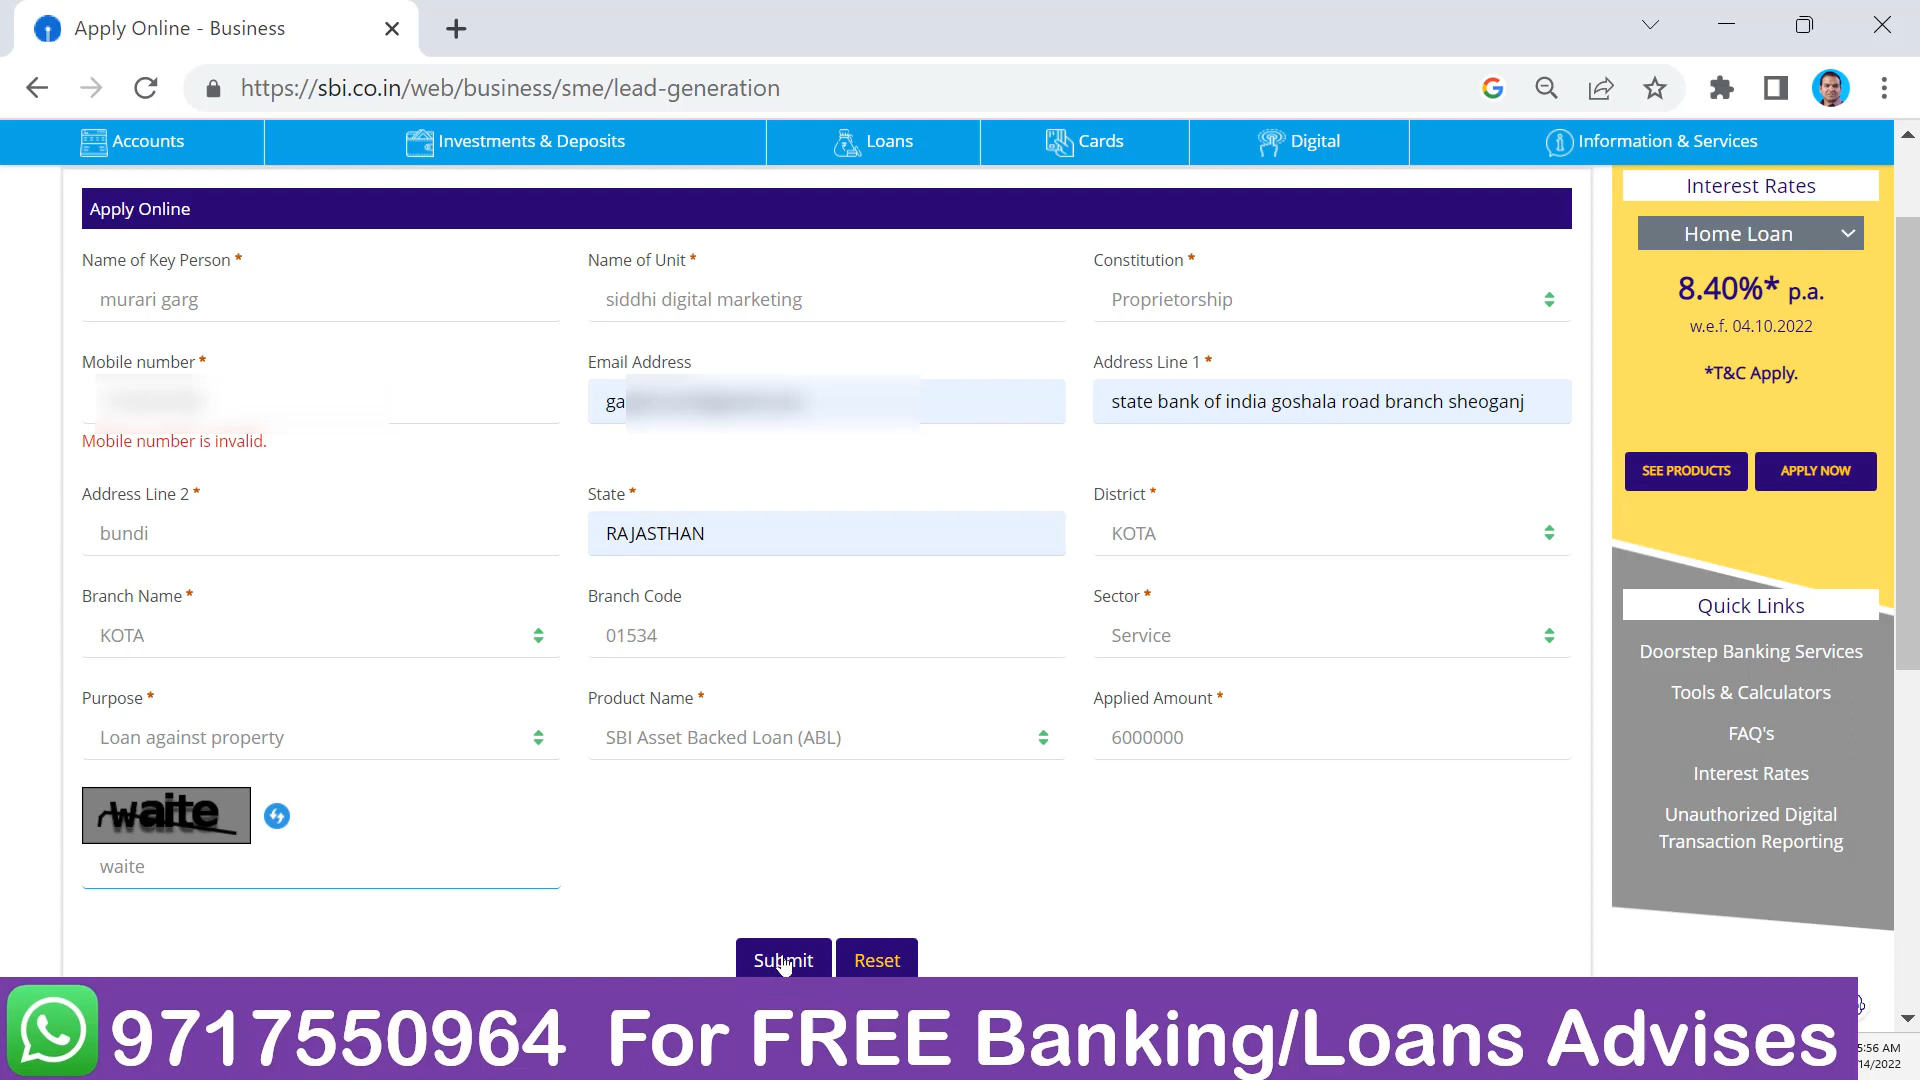 Apply Online - Business
https://sbi.co.in/web/business/sme/lead-generation
Accounts Investments & Deposits Loans Cards Digital Information & Services
Apply Online
Name of Key Person * Name of Unit * Constitution *
murari garg siddhi digital marketing Proprietorship
Mobile number * Email Address Address Line 1 *
ga state bank of india goshala road branch sheoganj
Mobile number is invalid.
Address Line 2 * State * District *
bundi RAJASTHAN KOTA
Branch Name * Branch Code Sector *
KOTA 01534 Service
Purpose * Product Name * Applied Amount *
Loan against property SBI Asset Backed Loan (ABL) 6000000
waite
waite
Submit Reset
Interest Rates
Home Loan
8.40%* p.a.
w.e.f. 04.10.2022
*T&C Apply.
SEE PRODUCTS APPLY NOW
Quick Links
Doorstep Banking Services
Tools & Calculators
FAQ's
Interest Rates
Unauthorized Digital
Transaction Reporting
9717550964 For FREE Banking/Loans Advises
5:56 AM
14/2022